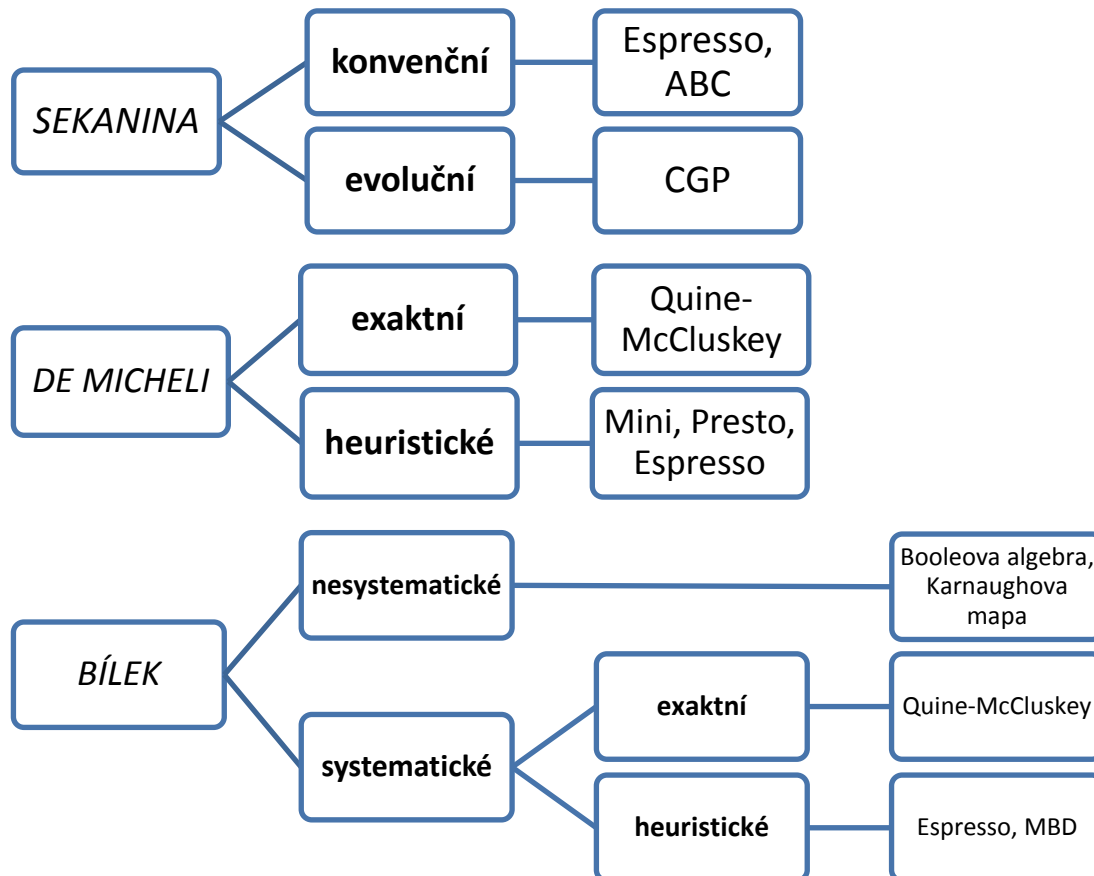 SEKANINA
konvenční
Espresso,
ABC
evoluční
CGP
DE MICHELI
exaktní
Quine-
McCluskey
heuristické
Mini, Presto,
Espresso
BÍLEK
nesystematické
Booleova algebra,
Karnaughova
mapa
systematické
exaktní
Quine-McCluskey
heuristické
Espresso, MBD